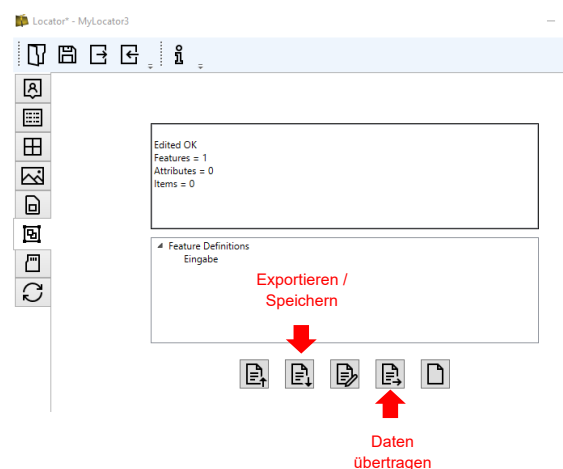 Locator* - MyLocator3
Edited OK
Features = 1
Attributes = 0
Items = 0
Feature Definitions
Eingabe
Exportieren /
Speichern
Daten
übertragen